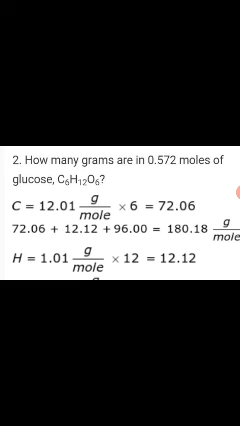 2. How many grams are in 0.572 moles of
glucose, C₆H₁₂O₆?
C = 12.01 g/mole × 6 = 72.06
72.06 + 12.12 + 96.00 = 180.18 g/mole
H = 1.01 g/mole × 12 = 12.12